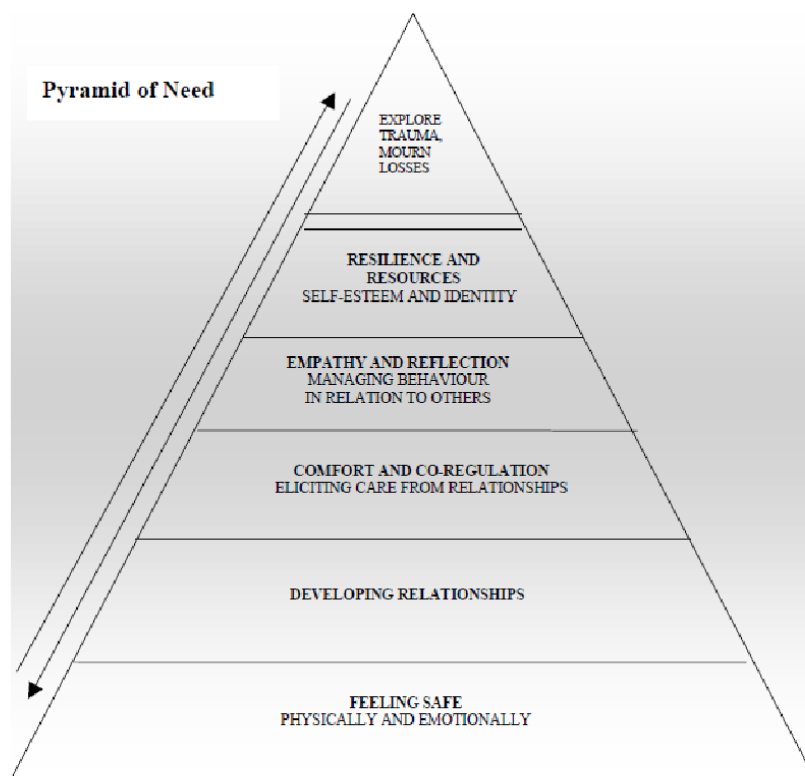 Pyramid of Need
EXPLORE
TRAUMA,
MOURN
LOSSES
RESILIENCE AND
RESOURCES
SELF-ESTEEM AND IDENTITY
EMPATHY AND REFLECTION
MANAGING BEHAVIOUR
IN RELATION TO OTHERS
COMFORT AND CO-REGULATION
ELICITING CARE FROM RELATIONSHIPS
DEVELOPING RELATIONSHIPS
FEELING SAFE
PHYSICALLY AND EMOTIONALLY